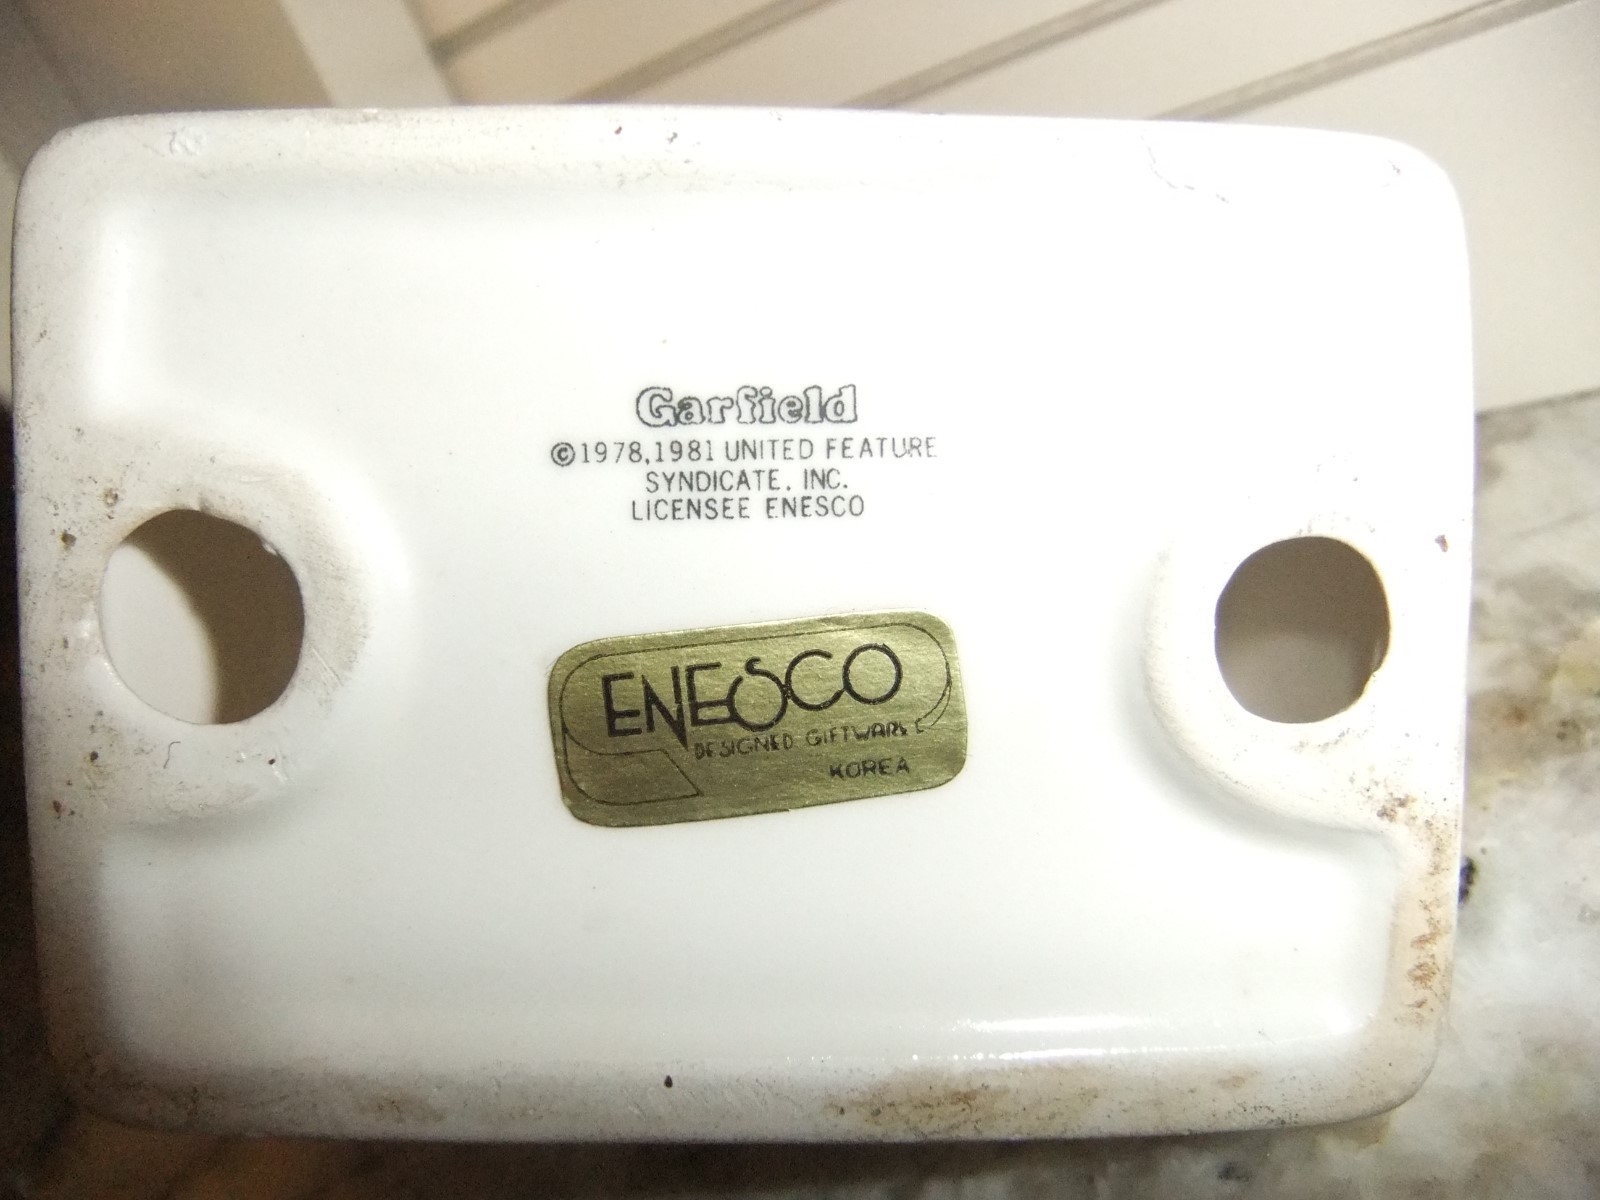 Garfield
©1978,1981 UNITED FEATURE
SYNDICATE, INC.
LICENSEE ENESCO
ENESCO
DESIGNED GIFTWARE
KOREA